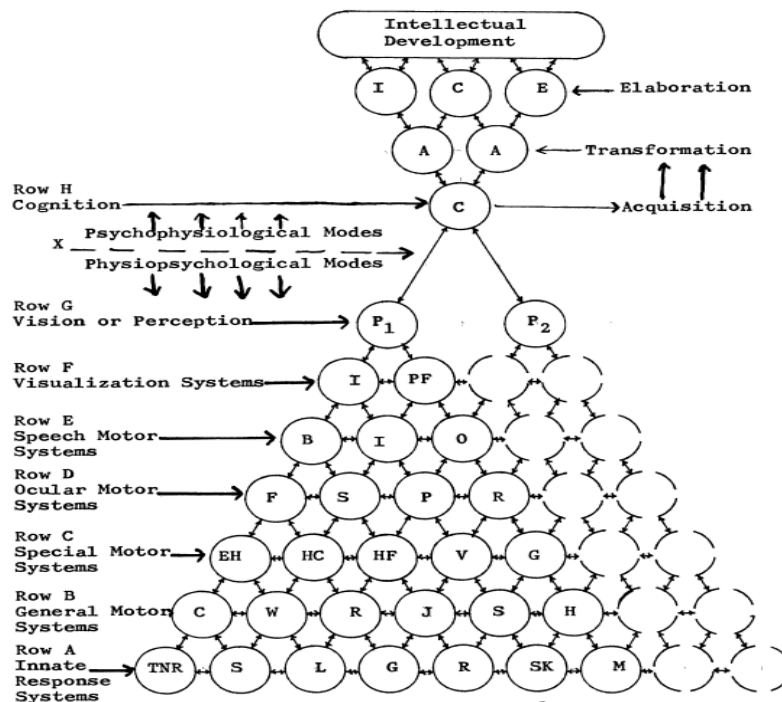 Intellectual
Development
I C E Elaboration
A A Transformation
Row H
Cognition C Acquisition
Psychophysiological Modes
X
Physiopsychological Modes
Row G
Vision or Perception P1 P2
Row F
Visualization Systems I PF
Row E
Speech Motor B I O
Systems
Row D
Ocular Motor F S P R
Systems
Row C
Special Motor EH HC HF V G
Systems
Row B
General Motor C W R J S H
Systems
Row A
Innate TNR S L G R SK M
Response
Systems